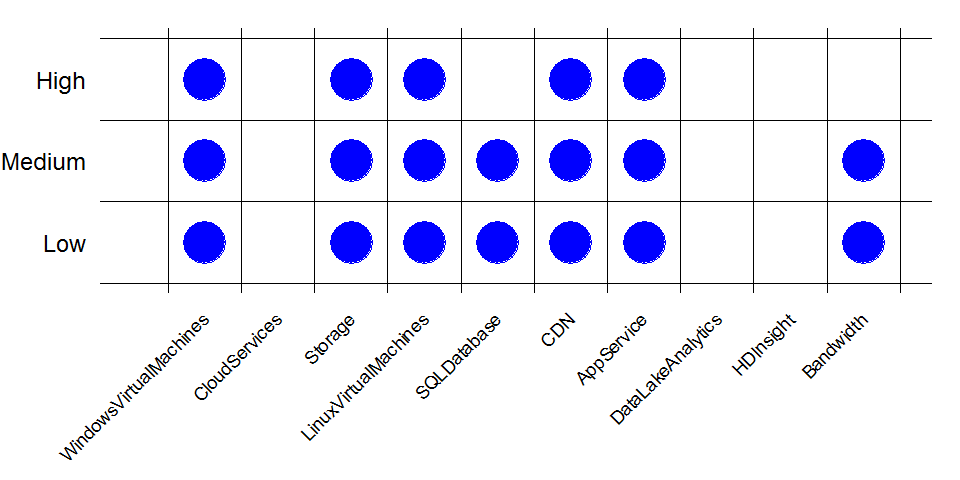 High
Medium
Low
WindowsVirtualMachines
CloudServices
Storage
LinuxVirtualMachines
SQLDatabase
CDN
AppService
DataLakeAnalytics
HDInsight
Bandwidth